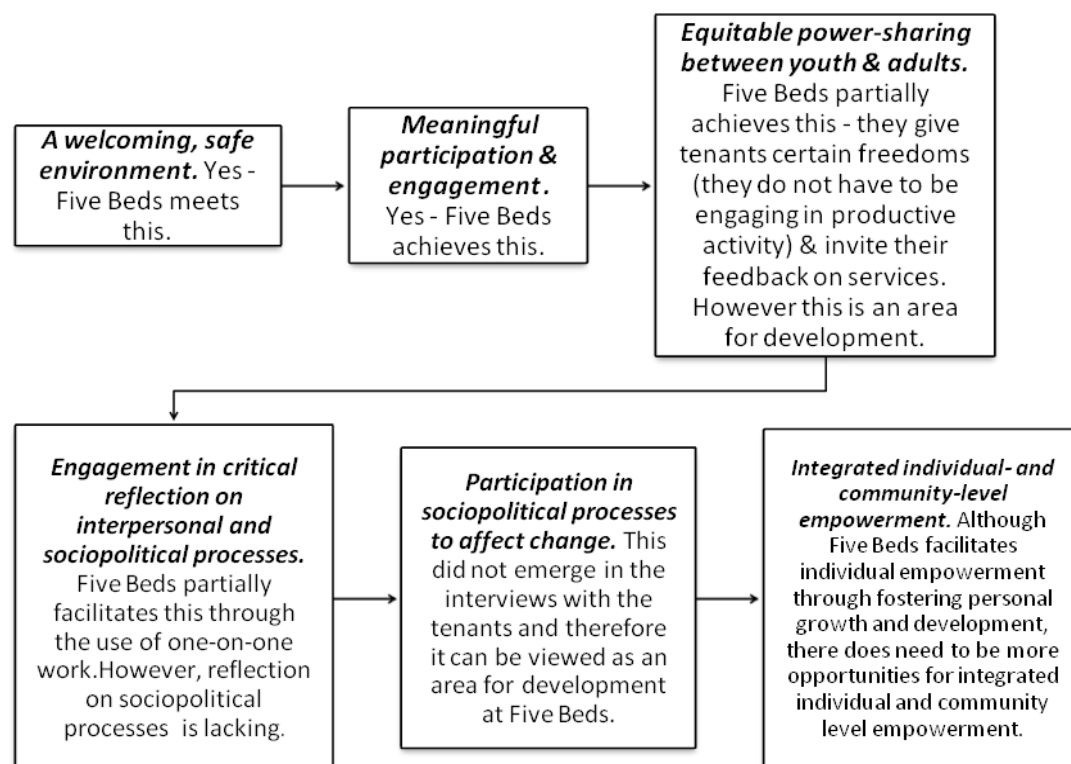 A welcoming, safe
environment. Yes -
Five Beds meets
this.
Meaningful
participation &
engagement .
Yes - Five Beds
achieves this.
Equitable power-sharing
between youth & adults.
Five Beds partially
achieves this - they give
tenants certain freedoms
(they do not have to be
engaging in productive
activity) & invite their
feedback on services.
However this is an area
for development.
Engagement in critical
reflection on
interpersonal and
sociopolitical processes.
Five Beds partially
facilitates this through
the use of one-on-one
work.However, reflection
on sociopolitical
processes  is lacking.
Participation in
sociopolitical processes
to affect change. This
did not emerge in the
interviews with the
tenants and therefore
it can be viewed as an
area for development
at Five Beds.
Integrated individual- and
community-level
empowerment. Although
Five Beds facilitates
individual empowerment
through fostering personal
growth and development,
there does need to be more
opportunities for integrated
individual and community
level empowerment.